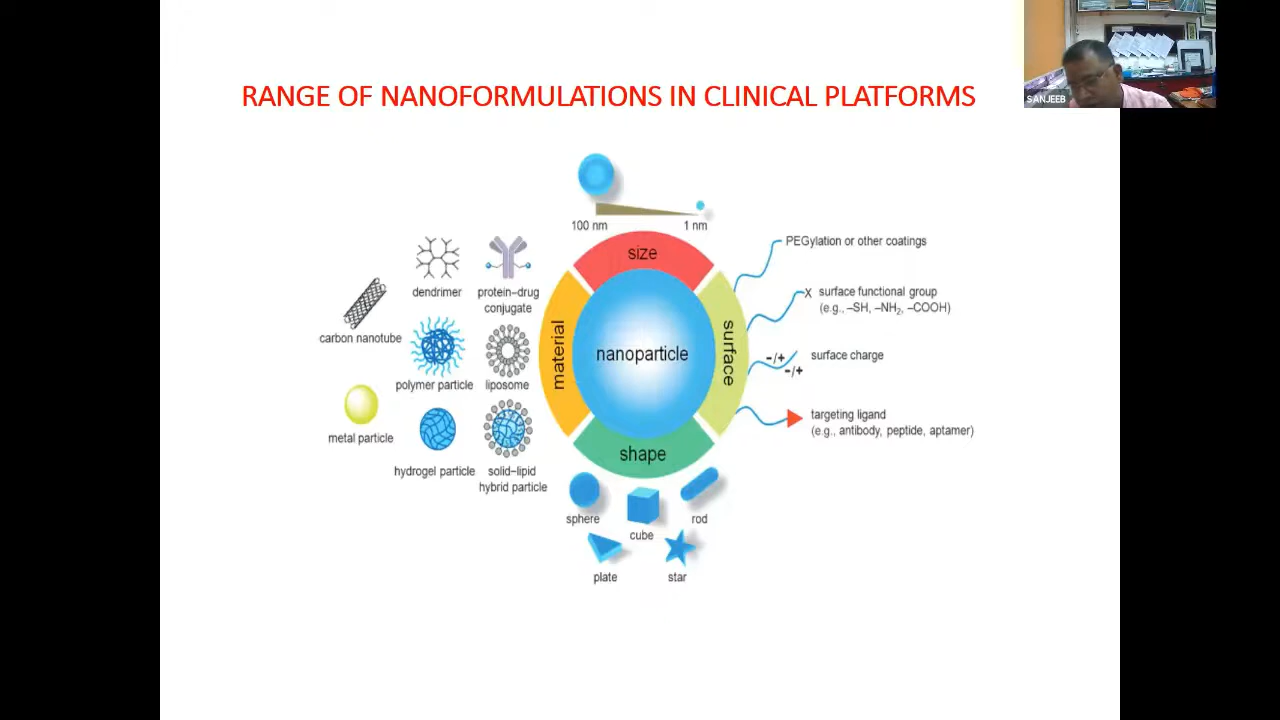 RANGE OF NANOFORMULATIONS IN CLINICAL PLATFORMS
SANJEEB
100 nm
1 nm
size
material
nanoparticle
surface
shape
dendrimer
protein–drug
conjugate
carbon nanotube
polymer particle
liposome
metal particle
hydrogel particle
solid–lipid
hybrid particle
PEGylation or other coatings
X
surface functional group
(e.g., –SH, –NH₂, –COOH)
-/+
-/+
surface charge
targeting ligand
(e.g., antibody, peptide, aptamer)
sphere
cube
rod
plate
star